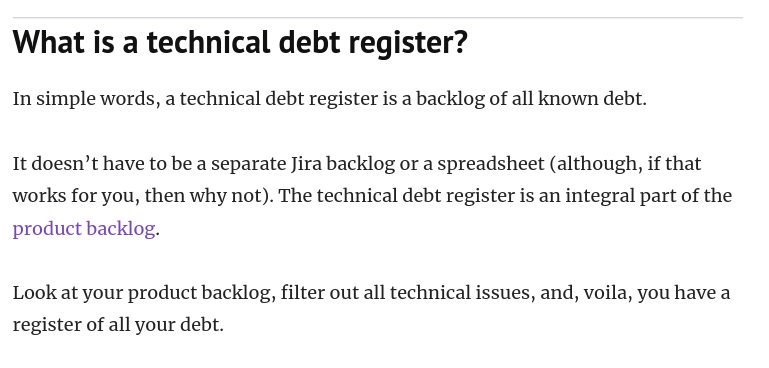 What is a technical debt register?
In simple words, a technical debt register is a backlog of all known debt.
It doesn’t have to be a separate Jira backlog or a spreadsheet (although, if that
works for you, then why not). The technical debt register is an integral part of the
product backlog.
Look at your product backlog, filter out all technical issues, and, voila, you have a
register of all your debt.